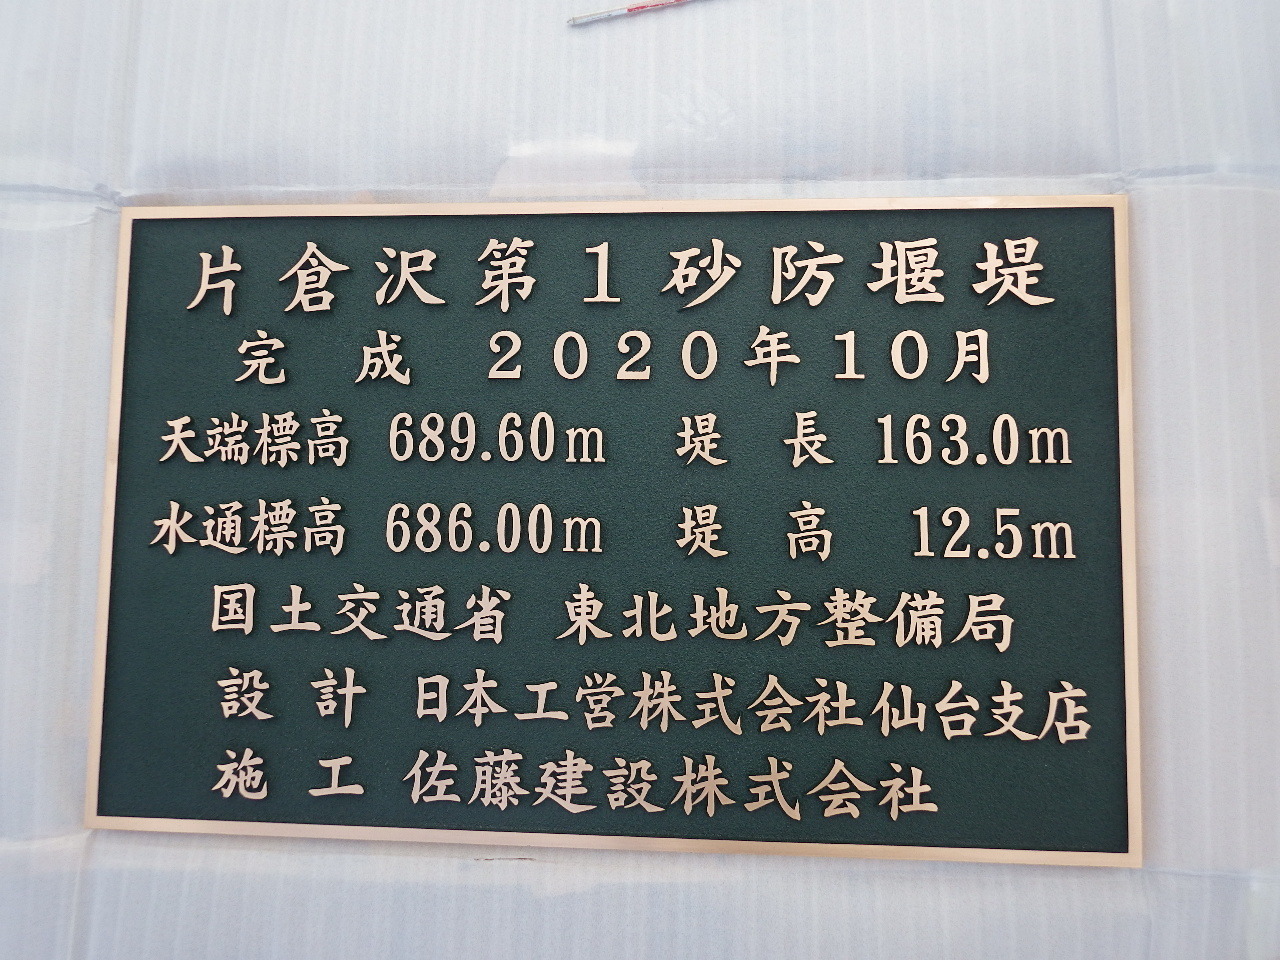 片倉沢第1砂防堰堤
完成 2020年10月
天端標高 689.60m 堤長 163.0m
水通標高 686.00m 堤高 12.5m
国土交通省 東北地方整備局
設計 日本工営株式会社仙台支店
施工 佐藤建設株式会社